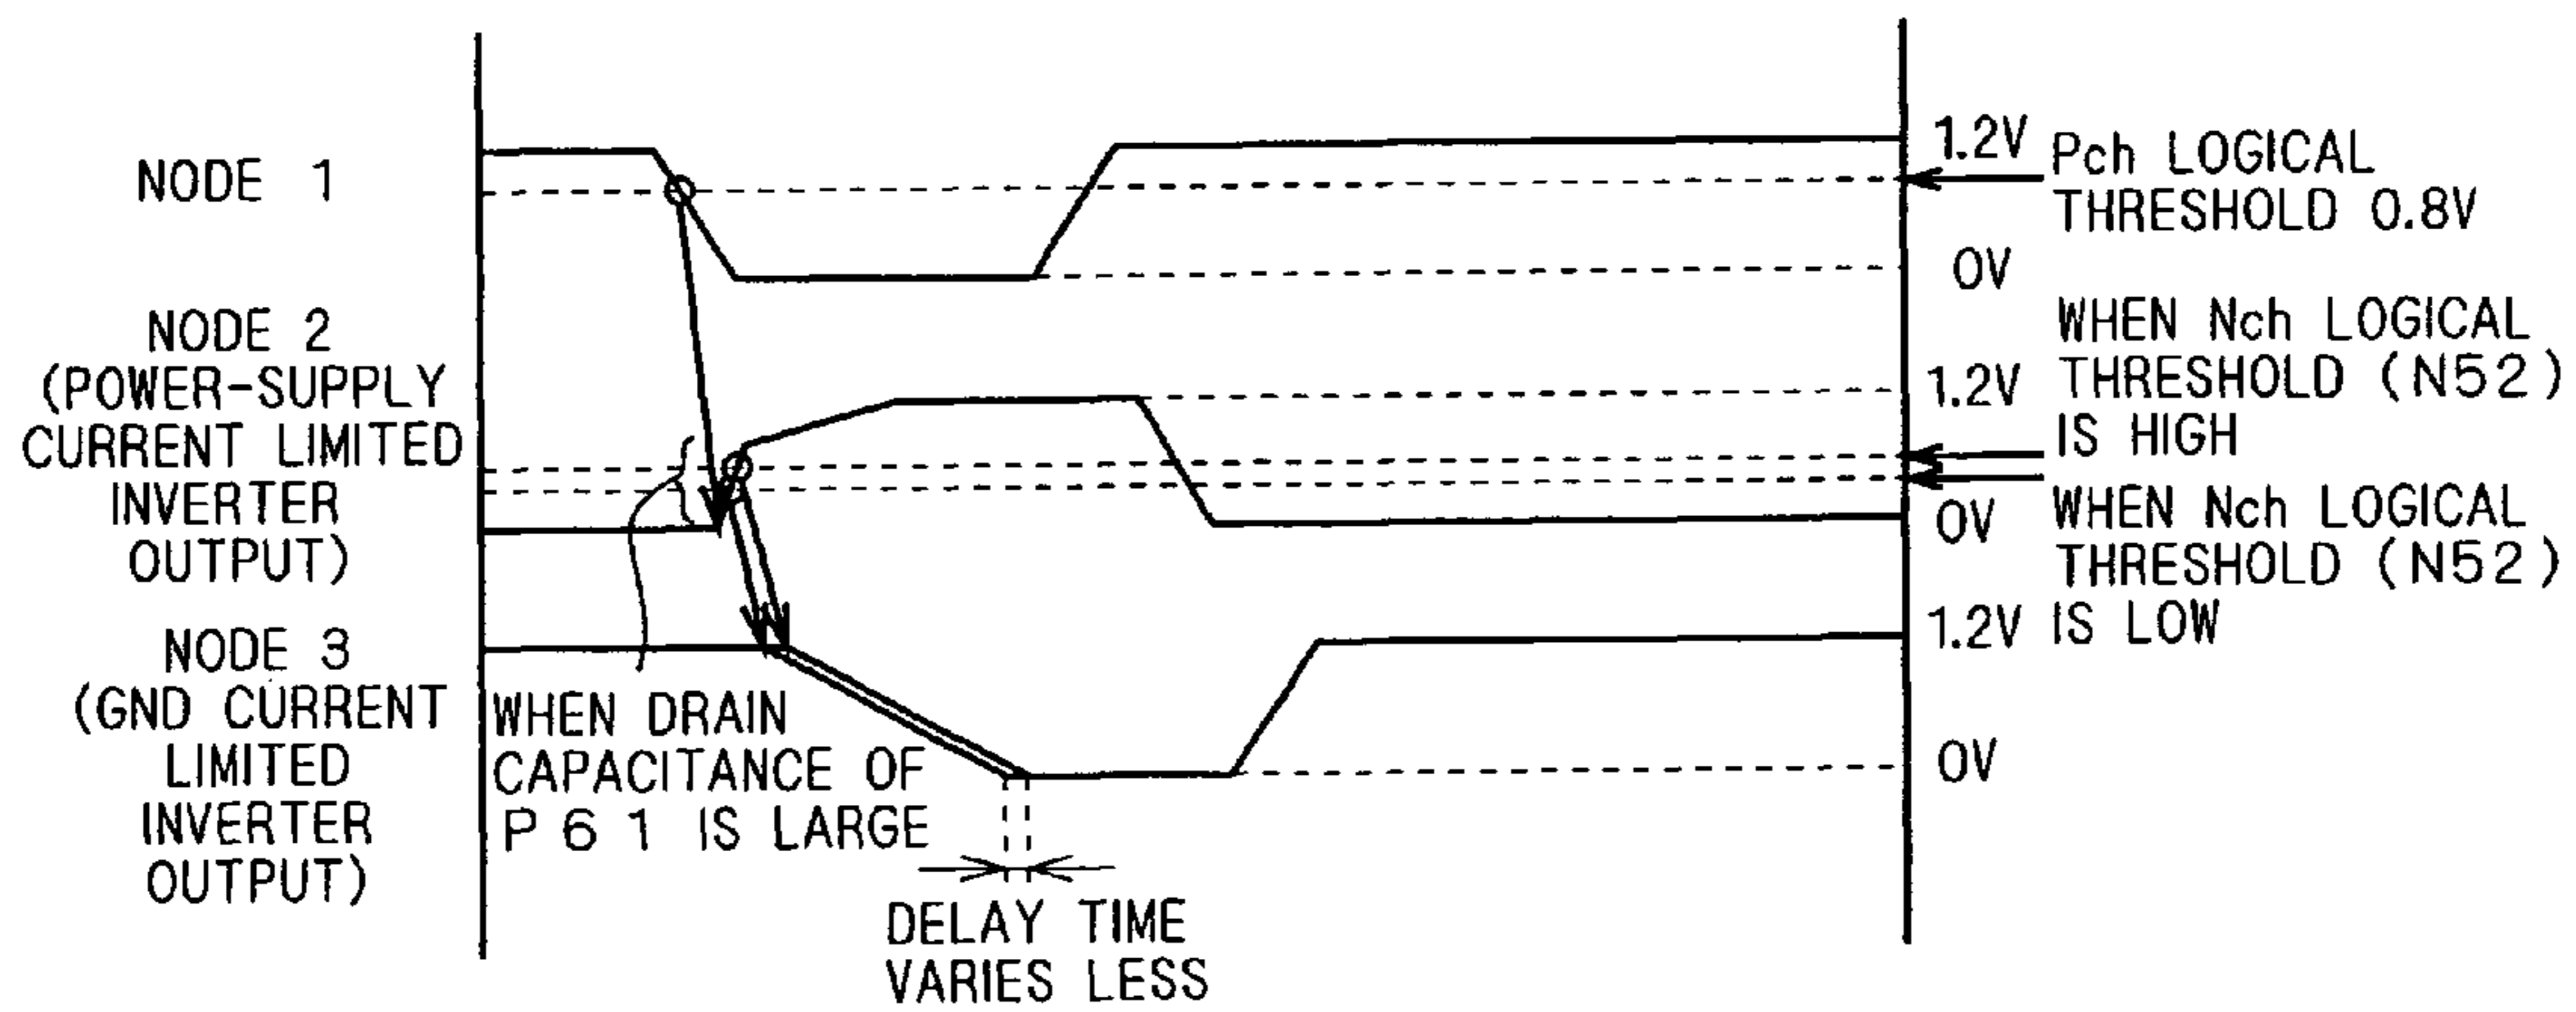 NODE 1
NODE 2
(POWER-SUPPLY
CURRENT LIMITED
INVERTER
OUTPUT)
NODE 3
(GND CURRENT
LIMITED
INVERTER
OUTPUT)
WHEN DRAIN
CAPACITANCE OF
P61 IS LARGE
DELAY TIME
VARIES LESS
1.2V
0V
1.2V
0V
1.2V
0V
Pch LOGICAL
THRESHOLD 0.8V
WHEN Nch LOGICAL
THRESHOLD (N52)
IS HIGH
WHEN Nch LOGICAL
THRESHOLD (N52)
IS LOW